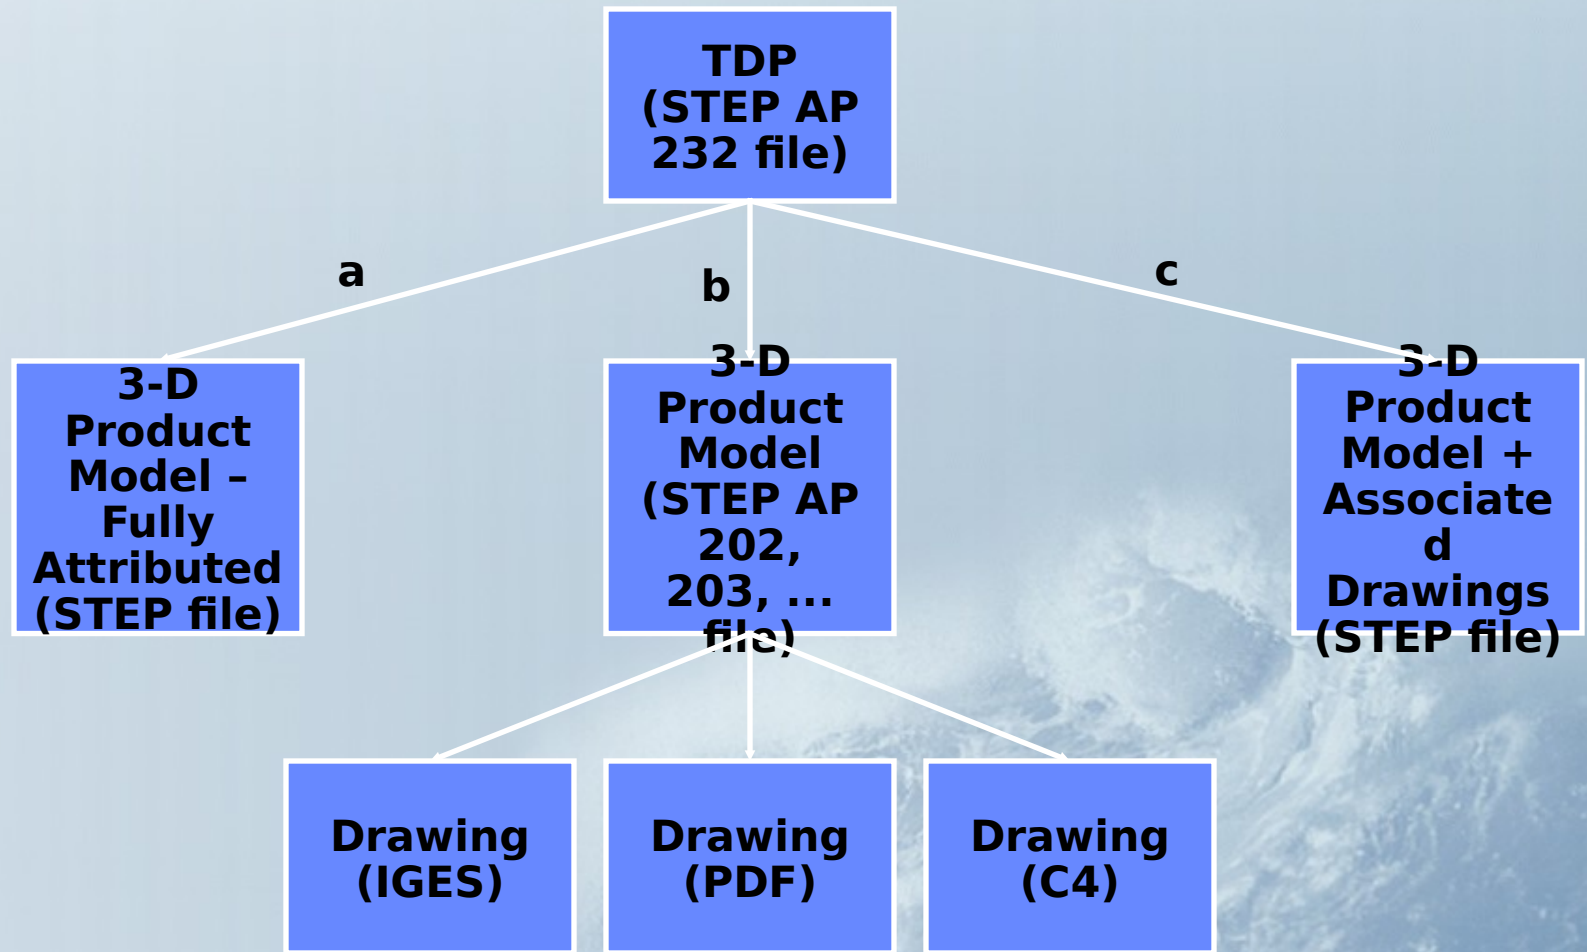 TDP
(STEP AP
232 file)
a
b
c
3-D
Product
Model –
Fully
Attributed
(STEP file)
3-D
Product
Model
(STEP AP
202,
203, ...
file)
3-D
Product
Model +
Associate
d
Drawings
(STEP file)
Drawing
(IGES)
Drawing
(PDF)
Drawing
(C4)